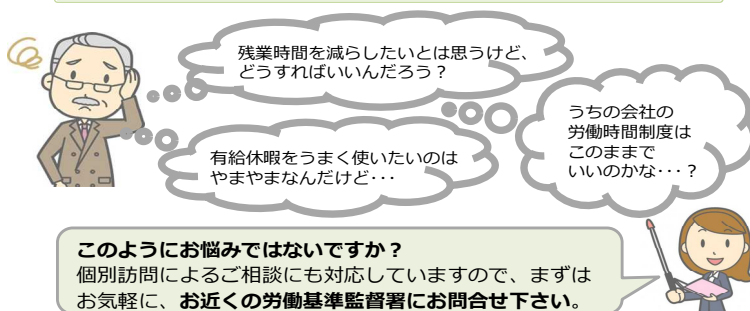 残業時間を減らしたいとは思うけど、
どうすればいいんだろう？
うちの会社の
労働時間制度は
このままで
いいのかな･･･？
有給休暇をうまく使いたいのは
やまやまなんだけど･･･
このようにお悩みではないですか？
個別訪問によるご相談にも対応していますので、まずは
お気軽に、お近くの労働基準監督署にお問合せ下さい。